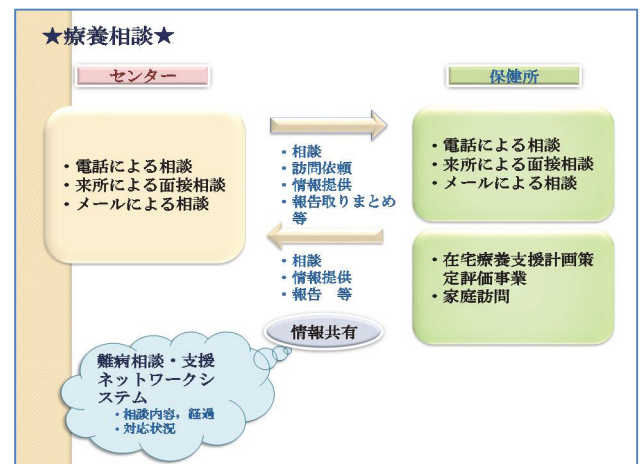 ★療養相談★
センター
保健所
・電話による相談
・来所による面接相談
・メールによる相談
・相談
・訪問依頼
・情報提供
・報告取りまとめ
等
・相談
・情報提供
・報告　等
情報共有
・電話による相談
・来所による面接相談
・メールによる相談
・在宅療養支援計画策
定評価事業
・家庭訪問
難病相談・支援
ネットワークシ
ステム
・相談内容，経過
・対応状況